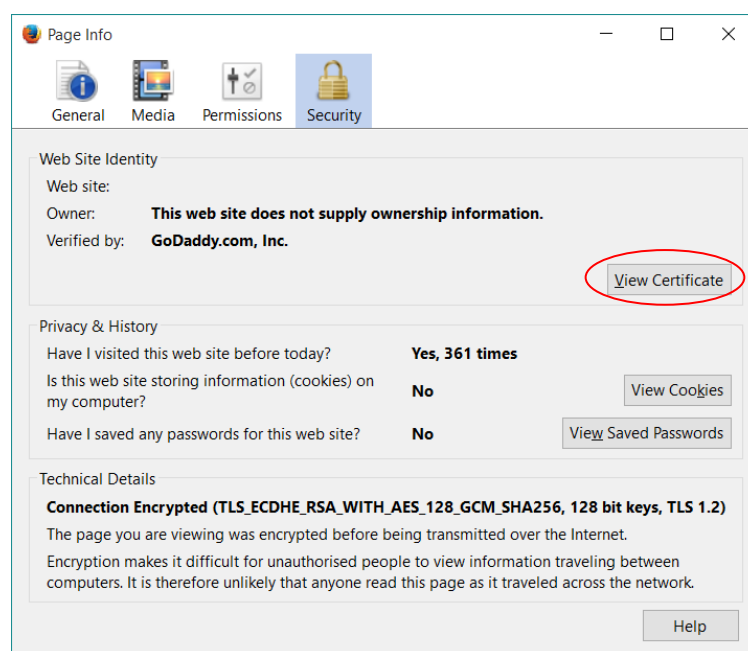 Page Info
General Media Permissions Security
Web Site Identity
Web site:
Owner: This web site does not supply ownership information.
Verified by: GoDaddy.com, Inc.
View Certificate
Privacy & History
Have I visited this web site before today? Yes, 361 times
Is this web site storing information (cookies) on
my computer?
No
View Cookies
Have I saved any passwords for this web site? No View Saved Passwords
Technical Details
Connection Encrypted (TLS_ECDHE_RSA_WITH_AES_128_GCM_SHA256, 128 bit keys, TLS 1.2)
The page you are viewing was encrypted before being transmitted over the Internet.
Encryption makes it difficult for unauthorised people to view information traveling between
computers. It is therefore unlikely that anyone read this page as it traveled across the network.
Help